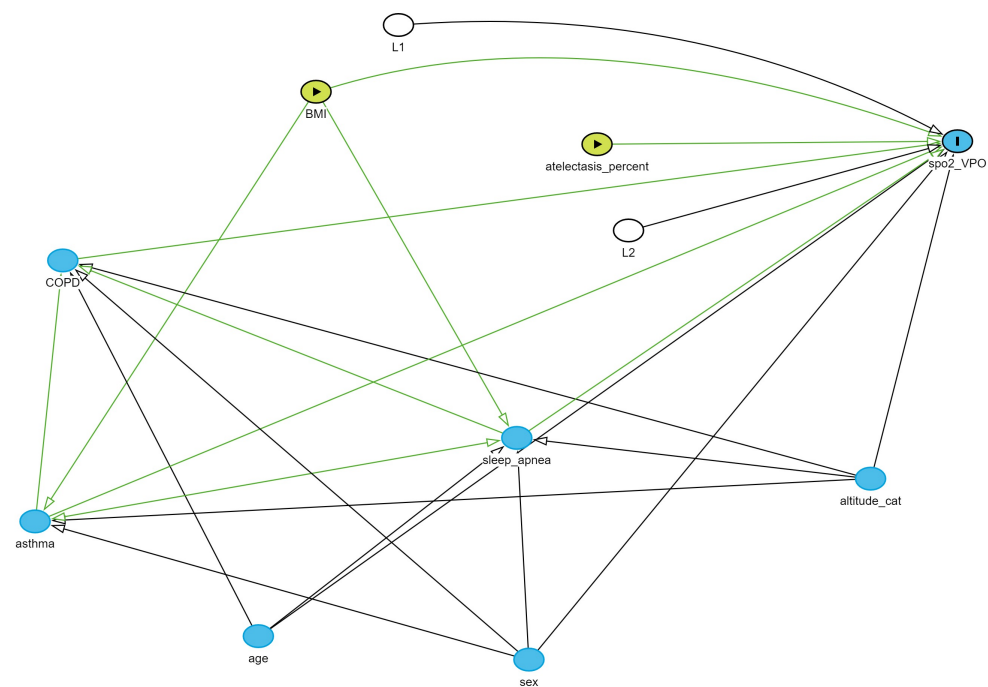 L1
BMI
atelectasis_percent
spo2_VPO
L2
COPD
sleep_apnea
altitude_cat
asthma
age
sex